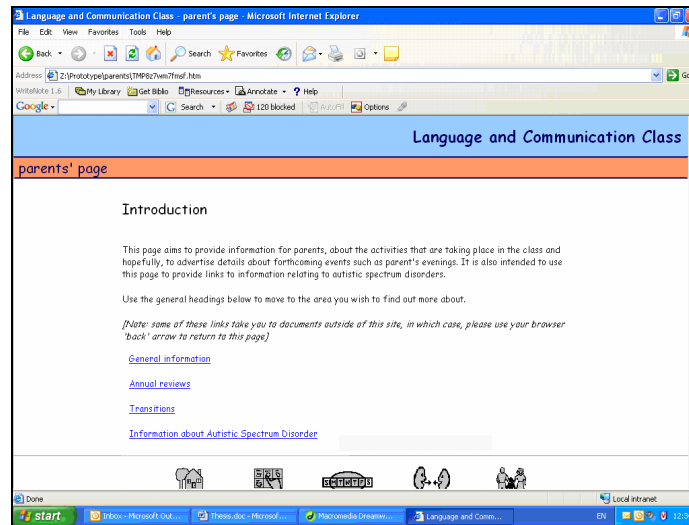 Language and Communication Class - parent's page - Microsoft Internet Explorer
File Edit View Favorites Tools Help
Back Search Favorites
Address Z:\Prototype\parents\TMP8z7wm7fmsf.htm Go
WriteNote 1.6 My Library Get Biblio Resources Annotate ? Help
Google Search 120 blocked AutoFill Options
Language and Communication Class
parents' page
Introduction
This page aims to provide information for parents, about the activities that are taking place in the class and
hopefully, to advertise details about forthcoming events such as parent's evenings. It is also intended to use
this page to provide links to information relating to autistic spectrum disorders.
Use the general headings below to move to the area you wish to find out more about.
[Note: some of these links take you to documents outside of this site, in which case, please use your browser
'back' arrow to return to this page]
General information
Annual reviews
Transitions
Information about Autistic Spectrum Disorder
S M T W T F S
Done Local intranet
start Inbox - Microsoft Out... Thesis.doc - Microsof... Macromedia Dreamw... Language and Comm... EN